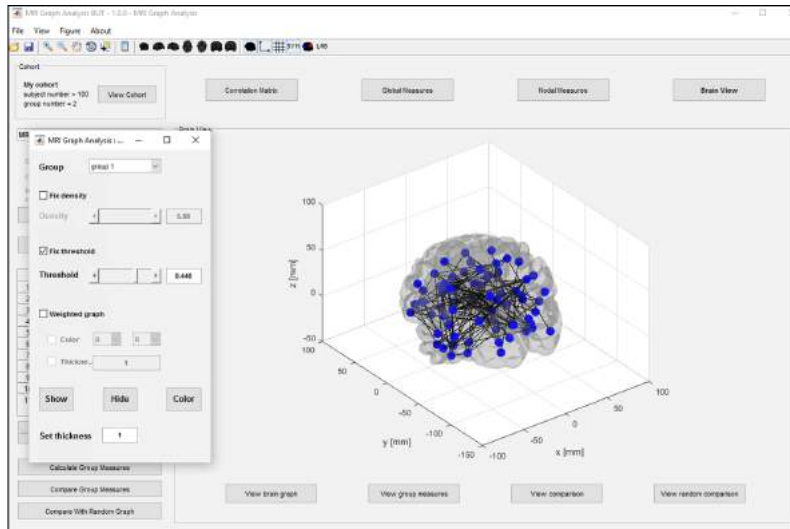 MRI Graph Analysis BUT - 1.0.0 - MRI Graph Analysis
File View Figure About
SYM L/R
Cohort
My cohort
subject number = 100
group number = 2
View Cohort
Correlation Matrix
Global Measures
Nodal Measures
Brain View
MRI Graph Analysis : ...
Group
group 1
Fix density
Density
Fix threshold
Threshold
0.448
Weighted graph
Color
0
0
Thickne...
1
Show
Hide
Color
Set thickness
1
Calculate Group Measures
Compare Group Measures
Compare With Random Graph
z [mm]
100
50
0
-50
y [mm]
100
50
0
-50
-100
-150
x [mm]
-100
-50
0
50
100
View brain graph
View group measures
View comparison
View random comparison